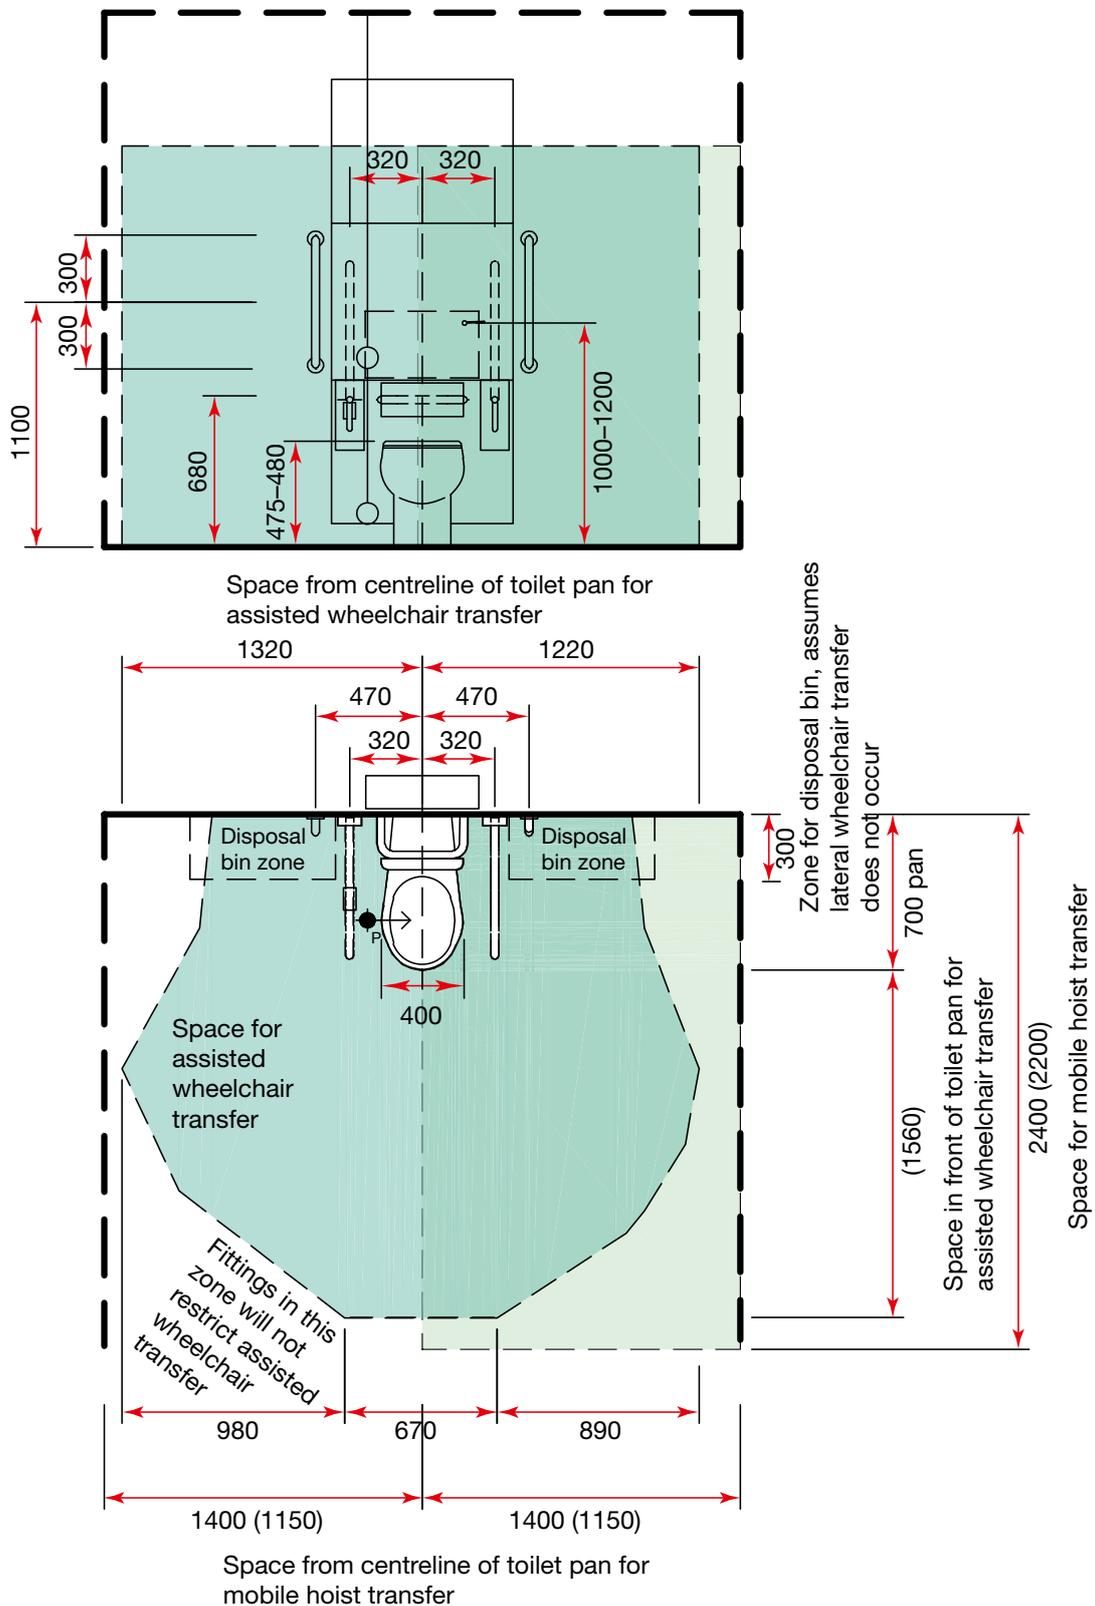 320
320
300
300
1100
680
475–480
1000–1200
Space from centreline of toilet pan for
assisted wheelchair transfer
1320
1220
470
470
320
320
Zone for disposal bin, assumes
lateral wheelchair transfer
does not occur
Disposal
bin zone
Disposal
bin zone
300
700 pan
P
400
Space for
assisted
wheelchair
transfer
(1560)
Space in front of toilet pan for
assisted wheelchair transfer
2400 (2200)
Space for mobile hoist transfer
Fittings in this
zone will not
restrict assisted
wheelchair
transfer
980
670
890
1400 (1150)
1400 (1150)
Space from centreline of toilet pan for
mobile hoist transfer